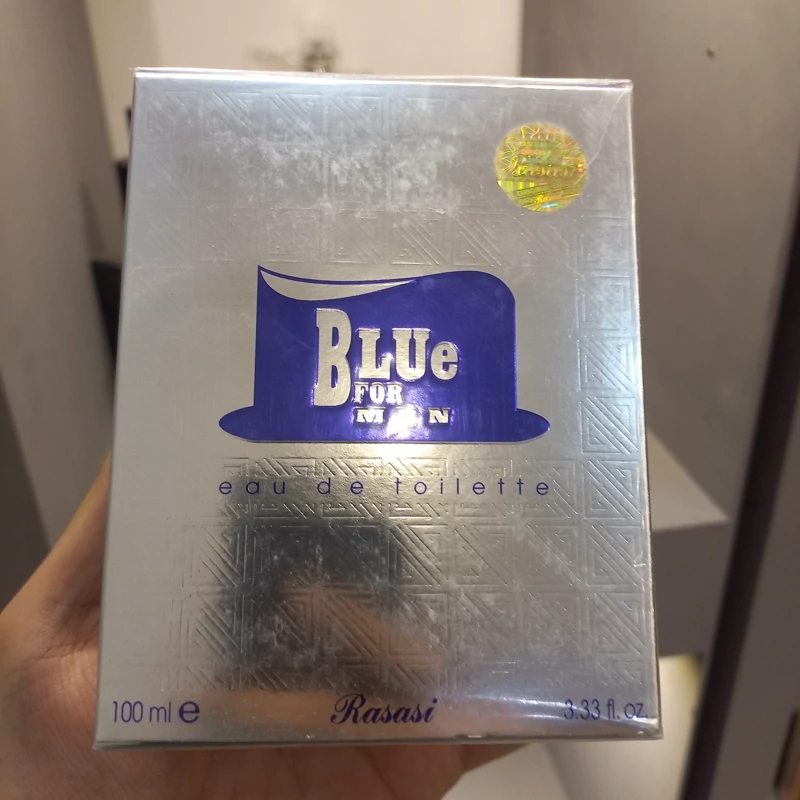 BLUe
FOR
MAN
eau de toilette
100 ml e
Rasasi
3.33 fl. oz.